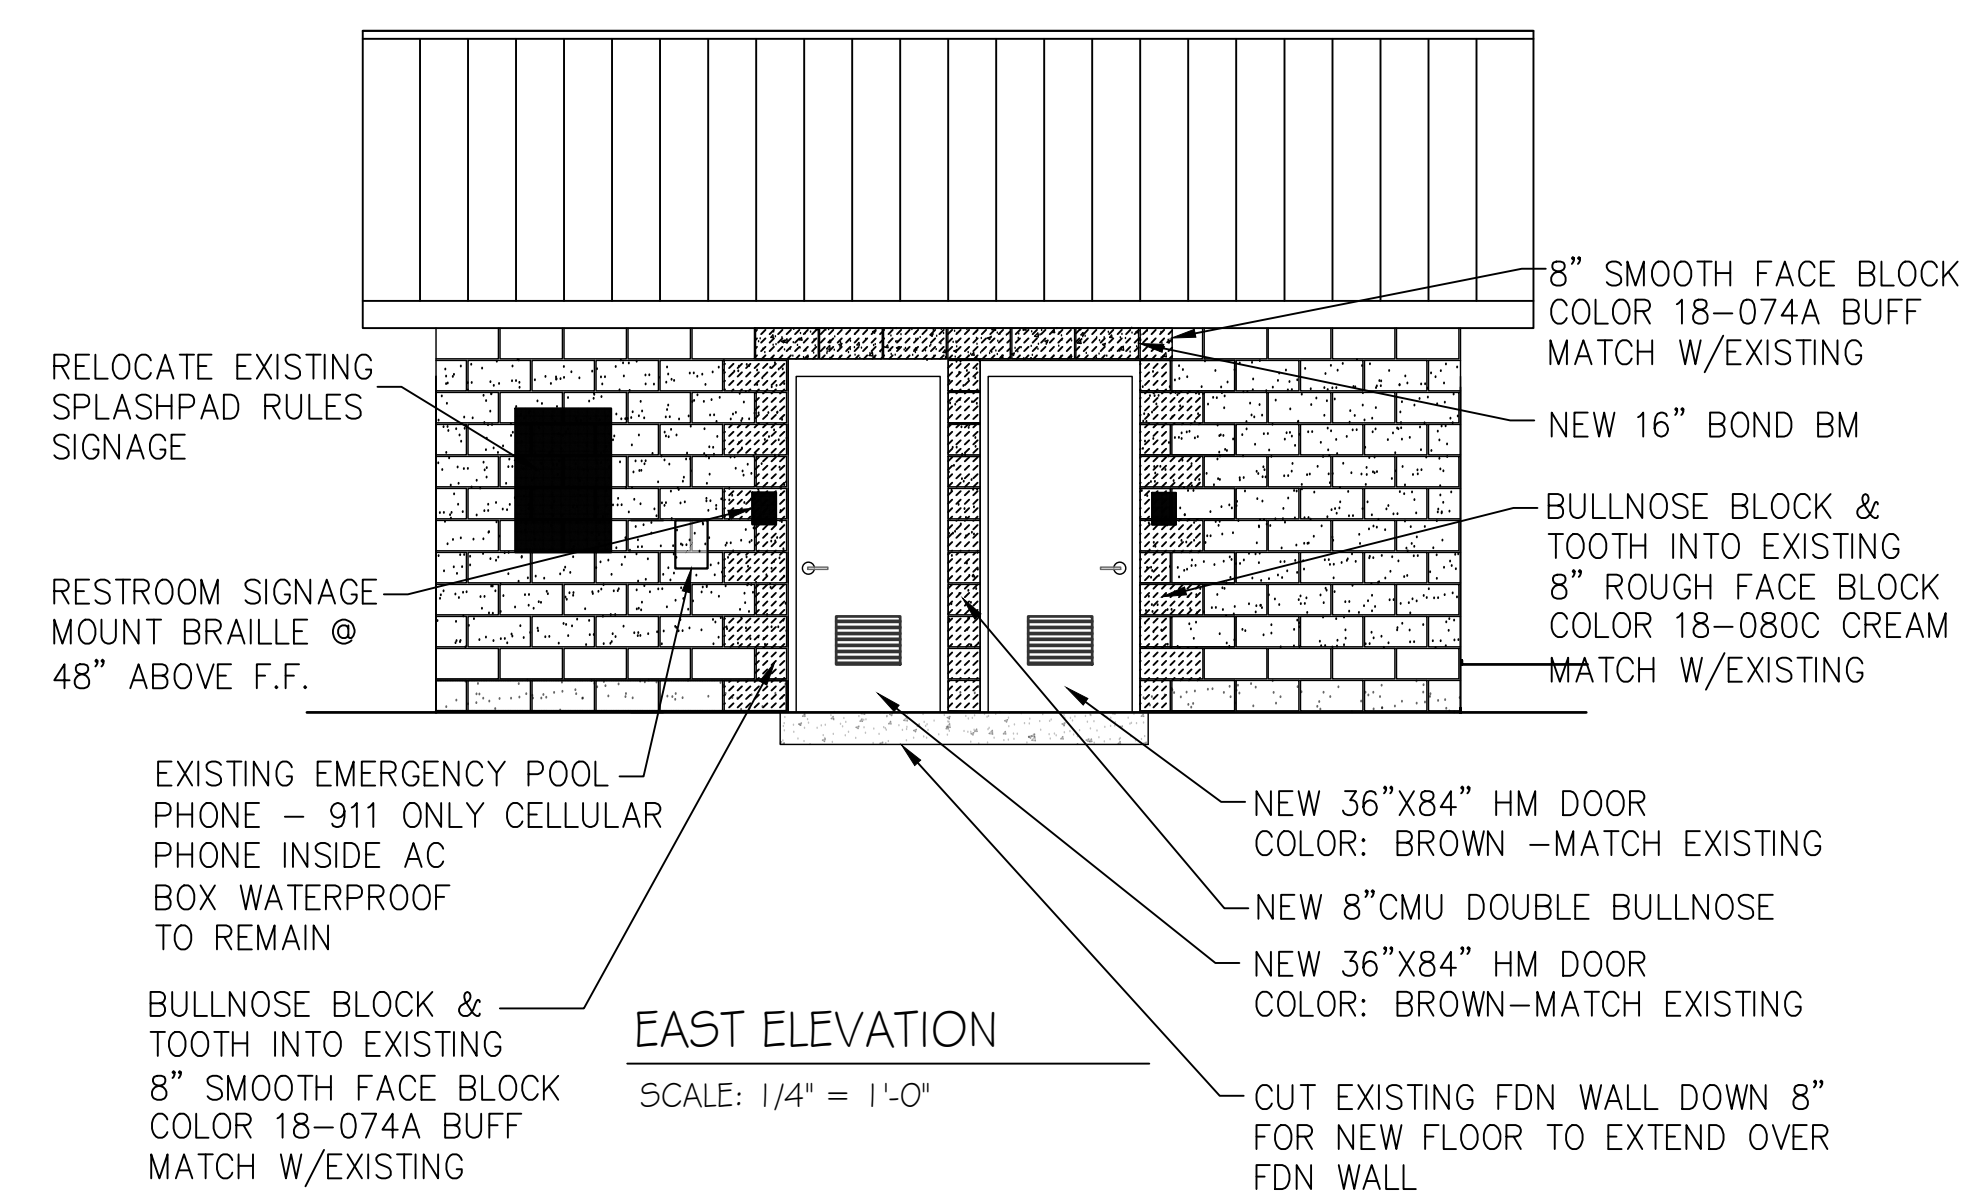 8” SMOOTH FACE BLOCK
COLOR 18-074A BUFF
MATCH W/EXISTING
RELOCATE EXISTING
SPLASHPAD RULES
SIGNAGE
NEW 16” BOND BM
BULLNOSE BLOCK &
TOOTH INTO EXISTING
8” ROUGH FACE BLOCK
COLOR 18-080C CREAM
MATCH W/EXISTING
RESTROOM SIGNAGE
MOUNT BRAILLE @
48” ABOVE F.F.
EXISTING EMERGENCY POOL
PHONE - 911 ONLY CELLULAR
PHONE INSIDE AC
BOX WATERPROOF
TO REMAIN
NEW 36”X84” HM DOOR
COLOR: BROWN -MATCH EXISTING
NEW 8”CMU DOUBLE BULLNOSE
NEW 36”X84” HM DOOR
COLOR: BROWN-MATCH EXISTING
BULLNOSE BLOCK &
TOOTH INTO EXISTING
8” SMOOTH FACE BLOCK
COLOR 18-074A BUFF
MATCH W/EXISTING
EAST ELEVATION
SCALE: 1/4" = 1'-0"
CUT EXISTING FDN WALL DOWN 8”
FOR NEW FLOOR TO EXTEND OVER
FDN WALL